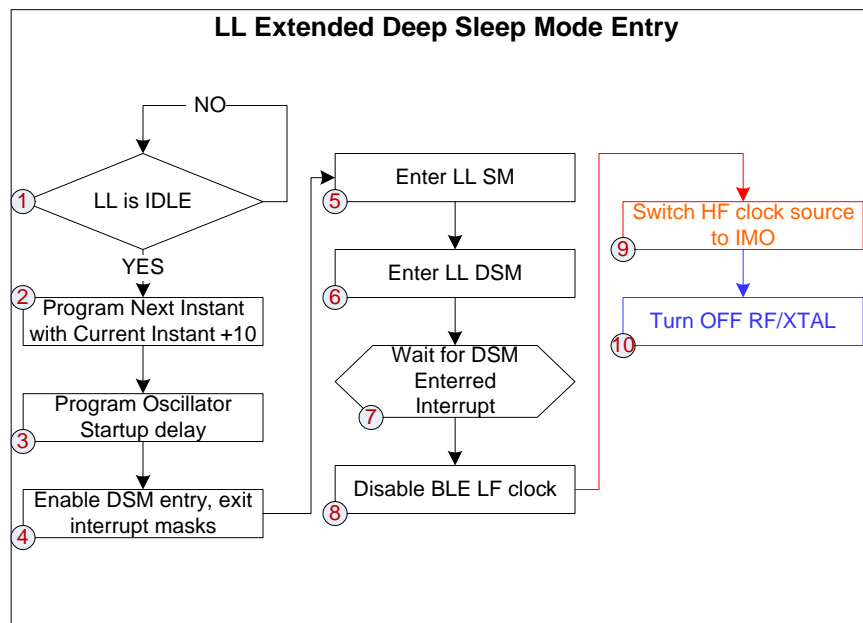 LL Extended Deep Sleep Mode Entry
NO
1
LL is IDLE
YES
2
Program Next Instant
with Current Instant +10
3
Program Oscillator
Startup delay
4
Enable DSM entry, exit
interrupt masks
5
Enter LL SM
6
Enter LL DSM
7
Wait for DSM
Enterred
Interrupt
8
Disable BLE LF clock
9
Switch HF clock source
to IMO
10
Turn OFF RF/XTAL